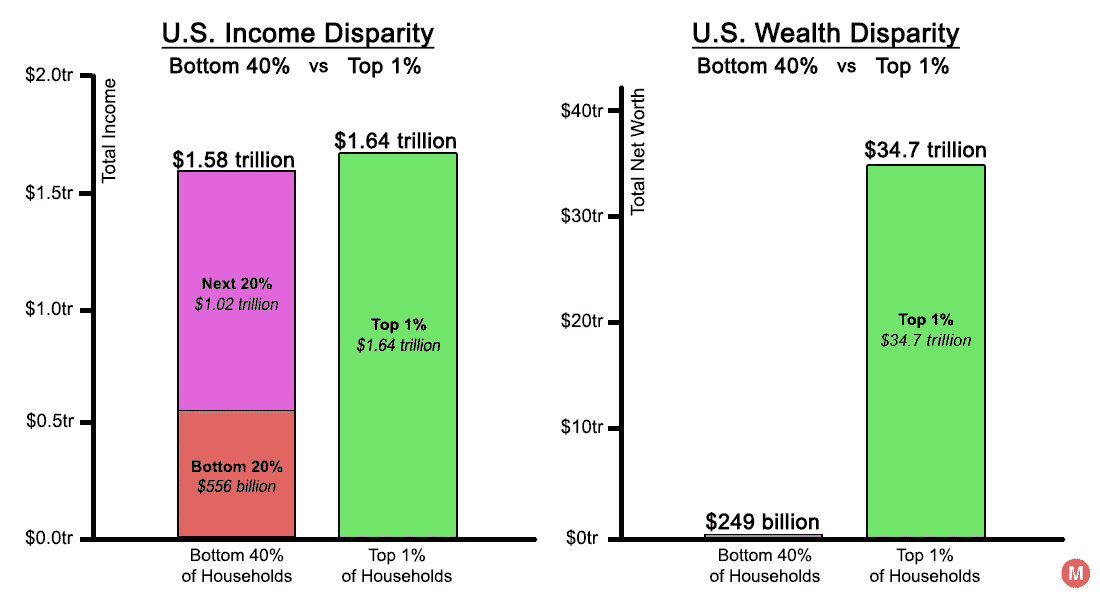 U.S. Income Disparity
Bottom 40% vs Top 1%
$2.0tr
$1.5tr
$1.0tr
$0.5tr
$0.0tr
Total Income
$1.58 trillion
$1.64 trillion
Next 20%
$1.02 trillion
Bottom 20%
$556 billion
Top 1%
$1.64 trillion
Bottom 40%
of Households
Top 1%
of Households
U.S. Wealth Disparity
Bottom 40% vs Top 1%
$40tr
$30tr
$20tr
$10tr
$0tr
Total Net Worth
$249 billion
$34.7 trillion
Top 1%
$34.7 trillion
Bottom 40%
of Households
Top 1%
of Households
M